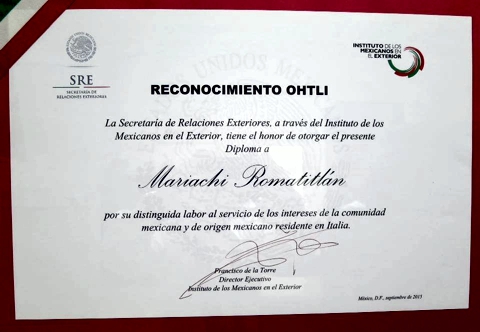 SRE
SECRETARÍA DE
RELACIONES EXTERIORES
INSTITUTO DE LOS
MEXICANOS EN
EL EXTERIOR
UNIDOS
RECONOCIMIENTO OHTLI
La Secretaría de Relaciones Exteriores, a través del Instituto de los
Mexicanos en el Exterior, tiene el honor de otorgar el presente
Diploma a
Mariachi Romatitlán
por su distinguida labor al servicio de los intereses de la comunidad
mexicana y de origen mexicano residente en Italia.
Francisco de la Torre
Director Ejecutivo
Instituto de los Mexicanos en el Exterior
México, D.F., septiembre de 2013